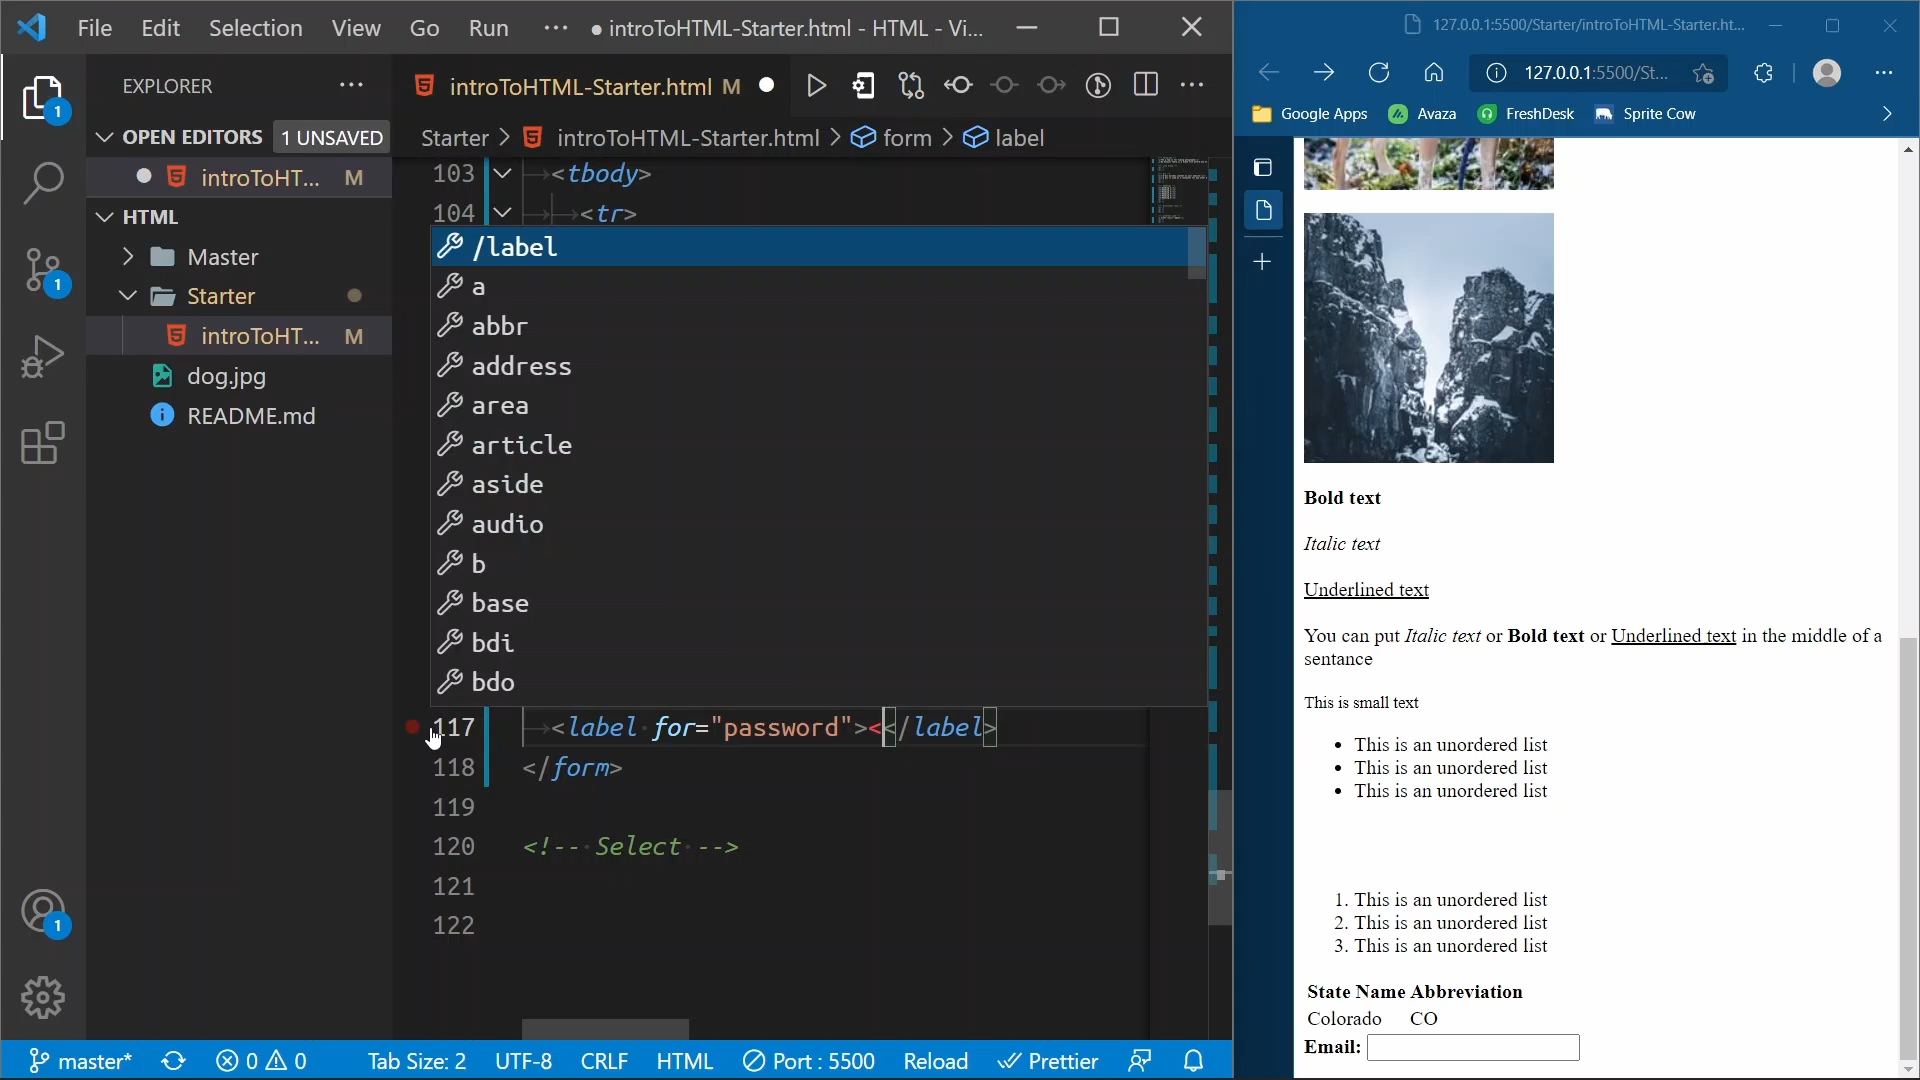 File Edit Selection View Go Run ··· ● introToHTML-Starter.html - HTML - Vi...
EXPLORER
OPEN EDITORS 1 UNSAVED
introToHT... M
HTML
Master
Starter
introToHT... M
dog.jpg
README.md
1
1
1
introToHTML-Starter.html M
Starter > introToHTML-Starter.html > form > label
103 <tbody>
104 <tr>
/label
a
abbr
address
area
article
aside
audio
b
base
bdi
bdo
117 <label for="password"><</label>
118 </form>
119
120 <!-- Select -->
121
122
master* 0 0 Tab Size: 2 UTF-8 CRLF HTML Port : 5500 Reload Prettier
127.0.0.1:5500/Starter/introToHTML-Starter.ht...
127.0.0.1:5500/St...
Google Apps Avaza FreshDesk Sprite Cow
Bold text
Italic text
Underlined text
You can put Italic text or Bold text or Underlined text in the middle of a
sentance
This is small text
• This is an unordered list
• This is an unordered list
• This is an unordered list
1. This is an unordered list
2. This is an unordered list
3. This is an unordered list
State Name Abbreviation
Colorado CO
Email: